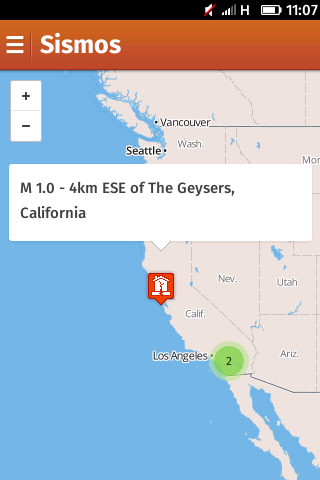 H 11:07
Sismos
+
−
Vancouver
Seattle
Wash.
Mor
M 1.0 - 4km ESE of The Geysers,
California
Nev.
Utah
Calif.
Los Angeles
2
Ariz.